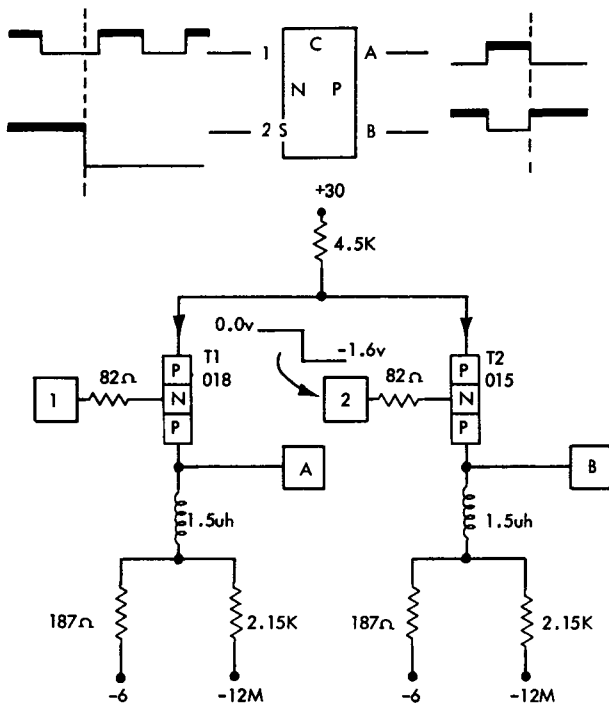 1 C A
N P
2 S B
+30
4.5K
0.0v
-1.6v
T1
018
T2
015
82Ω
82Ω
1 P N P
2 P N P
A
B
1.5uh
1.5uh
187Ω
2.15K
187Ω
2.15K
-6
-12M
-6
-12M